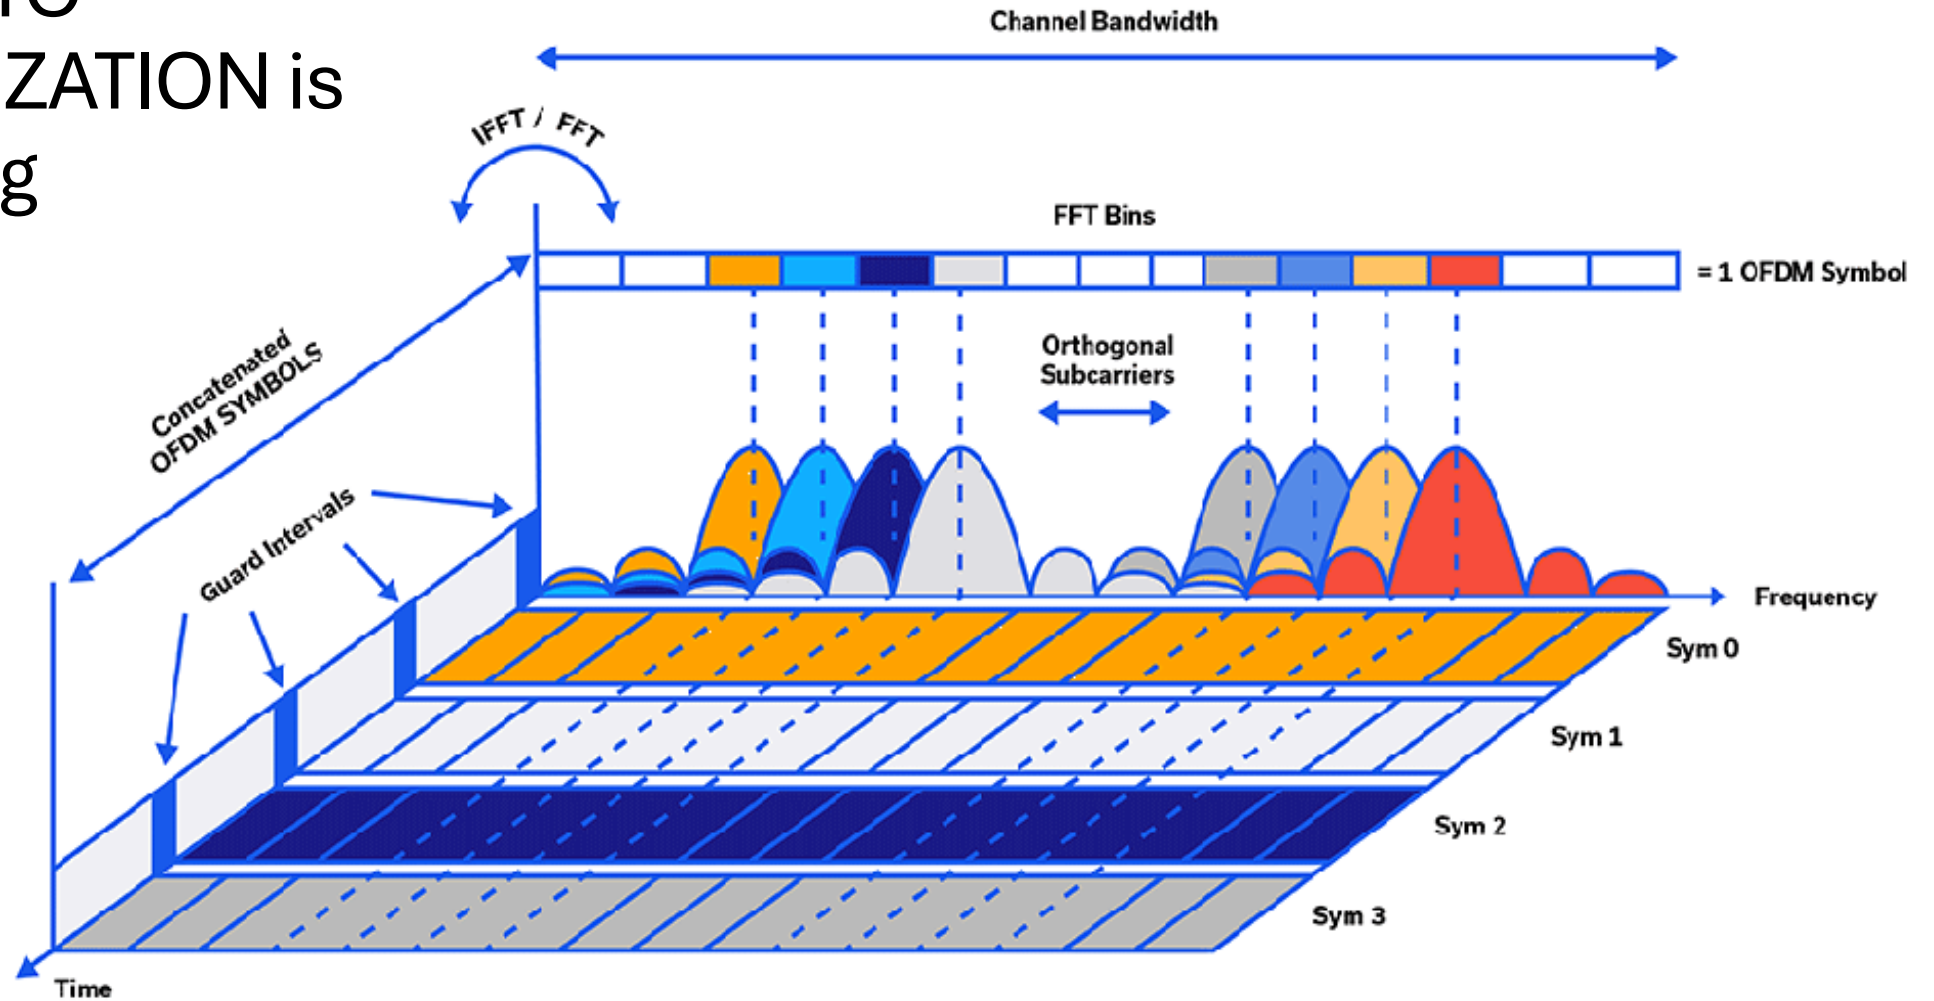 ZATION is
g
Channel Bandwidth
IFFT / FFT
FFT Bins
= 1 OFDM Symbol
Concatenated
OFDM SYMBOLS
Orthogonal
Subcarriers
Guard Intervals
Frequency
Sym 0
Sym 1
Sym 2
Sym 3
Time